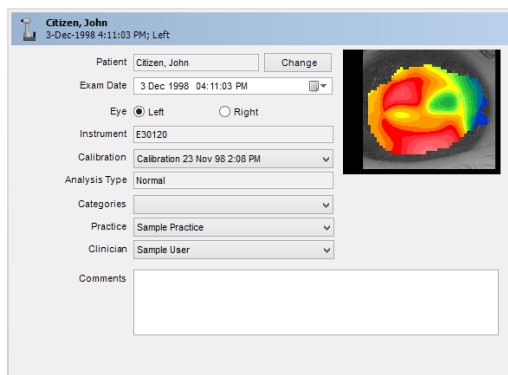 Citizen, John
3-Dec-1998 4:11:03 PM; Left
Patient Citizen, John Change
Exam Date 3 Dec 1998 04:11:03 PM
Eye Left Right
Instrument E30120
Calibration Calibration 23 Nov 98 2:08 PM
Analysis Type Normal
Categories
Practice Sample Practice
Clinician Sample User
Comments